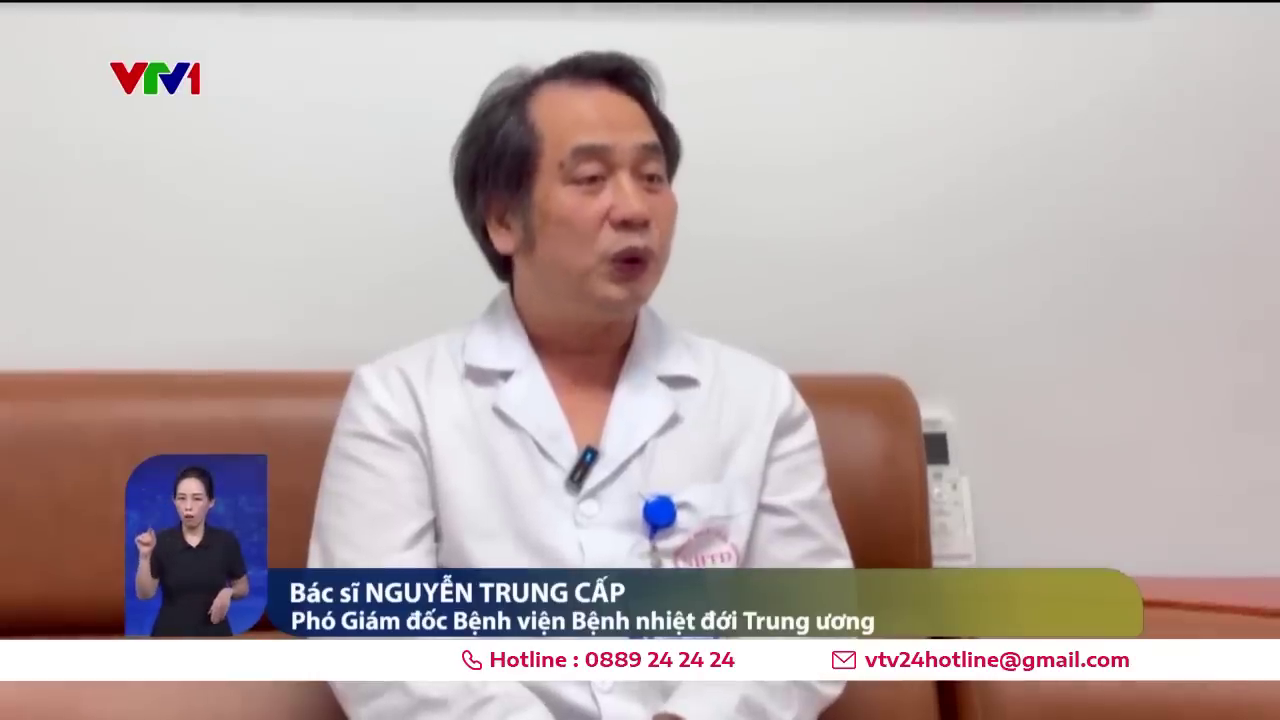 VTV1
Bác sĩ NGUYỄN TRUNG CẤP
Phó Giám đốc Bệnh viện Bệnh nhiệt đới Trung ương
Hotline : 0889 24 24 24
vtv24hotline@gmail.com